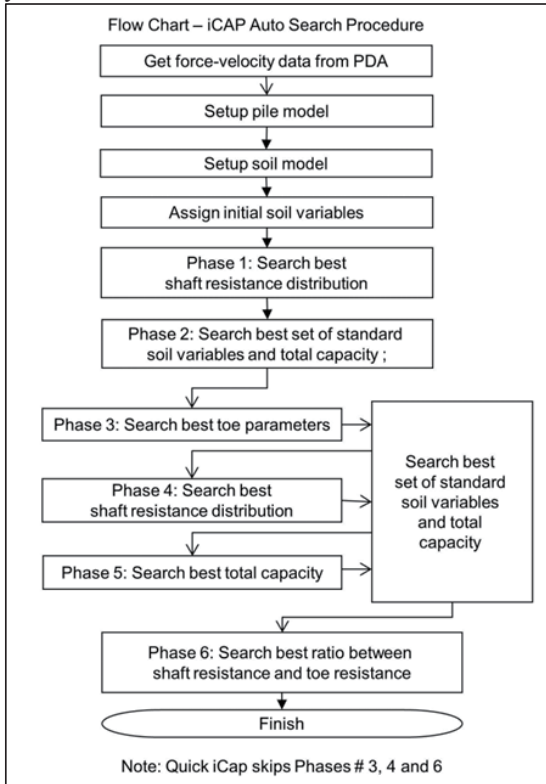 Flow Chart – iCAP Auto Search Procedure
Get force-velocity data from PDA
Setup pile model
Setup soil model
Assign initial soil variables
Phase 1: Search best
shaft resistance distribution
Phase 2: Search best set of standard
soil variables and total capacity ;
Phase 3: Search best toe parameters
Search best
set of standard
soil variables
and total
capacity
Phase 4: Search best
shaft resistance distribution
Phase 5: Search best total capacity
Phase 6: Search best ratio between
shaft resistance and toe resistance
Finish
Note: Quick iCap skips Phases # 3, 4 and 6